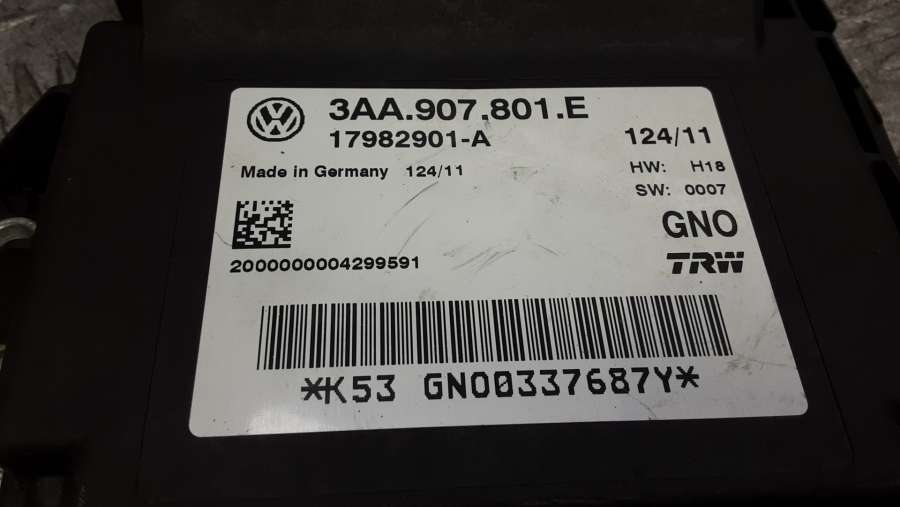 3AA.907.801.E
17982901-A
124/11
Made in Germany 124/11
HW: H18
SW: 0007
GNO
2000000004299591
TRW
*K53 GNO00337687Y*